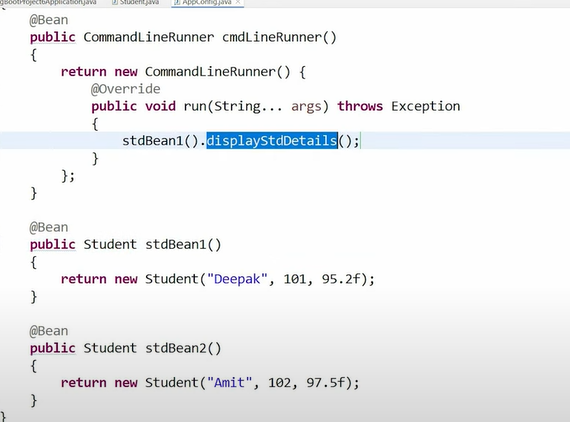 gBootProject6Application.java Student.java AppConfig.java
@Bean
public CommandLineRunner cmdLineRunner()
{
return new CommandLineRunner() {
@Override
public void run(String... args) throws Exception
{
stdBean1().displayStdDetails();
}
};
}
@Bean
public Student stdBean1()
{
return new Student("Deepak", 101, 95.2f);
}
@Bean
public Student stdBean2()
{
return new Student("Amit", 102, 97.5f);
}
}